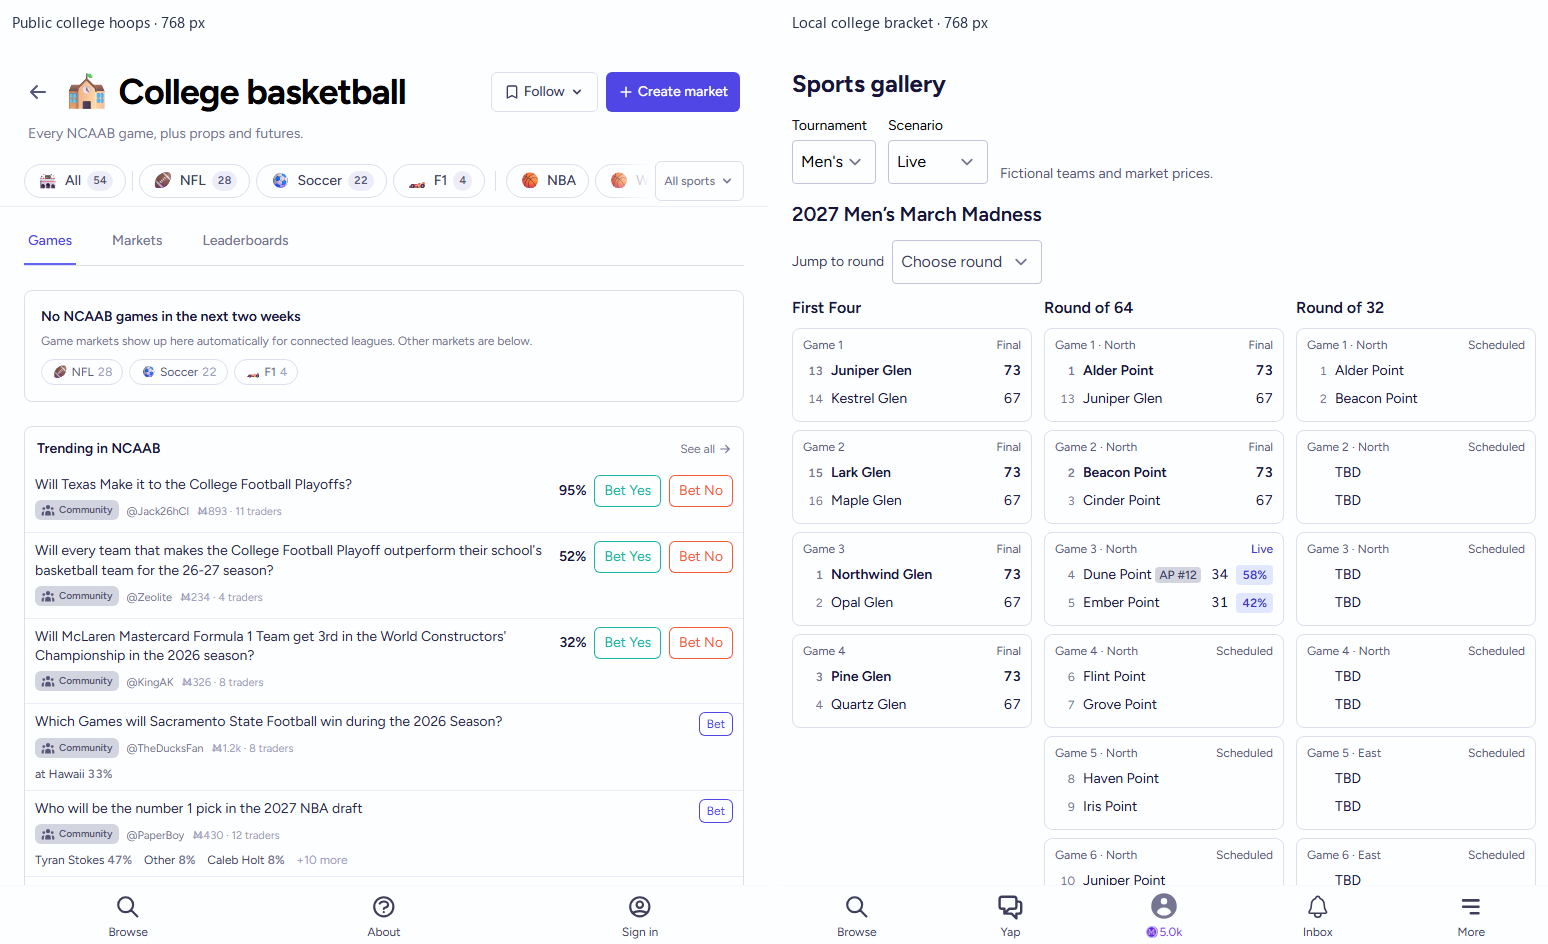 Public college hoops · 768 px
College basketball
Follow
Create market
Every NCAAB game, plus props and futures.
All 54
NFL 28
Soccer 22
F1 4
NBA
W
All sports
Games
Markets
Leaderboards
No NCAAB games in the next two weeks
Game markets show up here automatically for connected leagues. Other markets are below.
NFL 28
Soccer 22
F1 4
Trending in NCAAB
See all →
Will Texas Make it to the College Football Playoffs?
95% Bet Yes Bet No
Community @Jack26hCl M893 · 11 traders
Will every team that makes the College Football Playoff outperform their school's
basketball team for the 26-27 season?
52% Bet Yes Bet No
Community @Zeolite M234 · 4 traders
Will McLaren Mastercard Formula 1 Team get 3rd in the World Constructors'
Championship in the 2026 season?
32% Bet Yes Bet No
Community @KingAK M326 · 8 traders
Which Games will Sacramento State Football win during the 2026 Season?
Bet
Community @TheDucksFan M1.2k · 8 traders
at Hawaii 33%
Who will be the number 1 pick in the 2027 NBA draft
Bet
Community @PaperBoy M430 · 12 traders
Tyran Stokes 47% Other 8% Caleb Holt 8% +10 more
Browse
About
Sign in
Local college bracket · 768 px
Sports gallery
Tournament
Scenario
Men's
Live
Fictional teams and market prices.
2027 Men's March Madness
Jump to round
Choose round
First Four
Game 1 Final
13 Juniper Glen 73
14 Kestrel Glen 67
Game 2 Final
15 Lark Glen 73
16 Maple Glen 67
Game 3 Final
1 Northwind Glen 73
2 Opal Glen 67
Game 4 Final
3 Pine Glen 73
4 Quartz Glen 67
Round of 64
Game 1 · North Final
1 Alder Point 73
13 Juniper Glen 67
Game 2 · North Final
2 Beacon Point 73
3 Cinder Point 67
Game 3 · North Live
4 Dune Point AP #12 34 58%
5 Ember Point 31 42%
Game 4 · North Scheduled
6 Flint Point
7 Grove Point
Game 5 · North Scheduled
8 Haven Point
9 Iris Point
Game 6 · North Scheduled
10 Juniper Point
Round of 32
Game 1 · North Scheduled
1 Alder Point
2 Beacon Point
Game 2 · North Scheduled
TBD
TBD
Game 3 · North Scheduled
TBD
TBD
Game 4 · North Scheduled
TBD
TBD
Game 5 · East Scheduled
TBD
TBD
Game 6 · East Scheduled
TBD
Browse
Yap
5.0k
Inbox
More